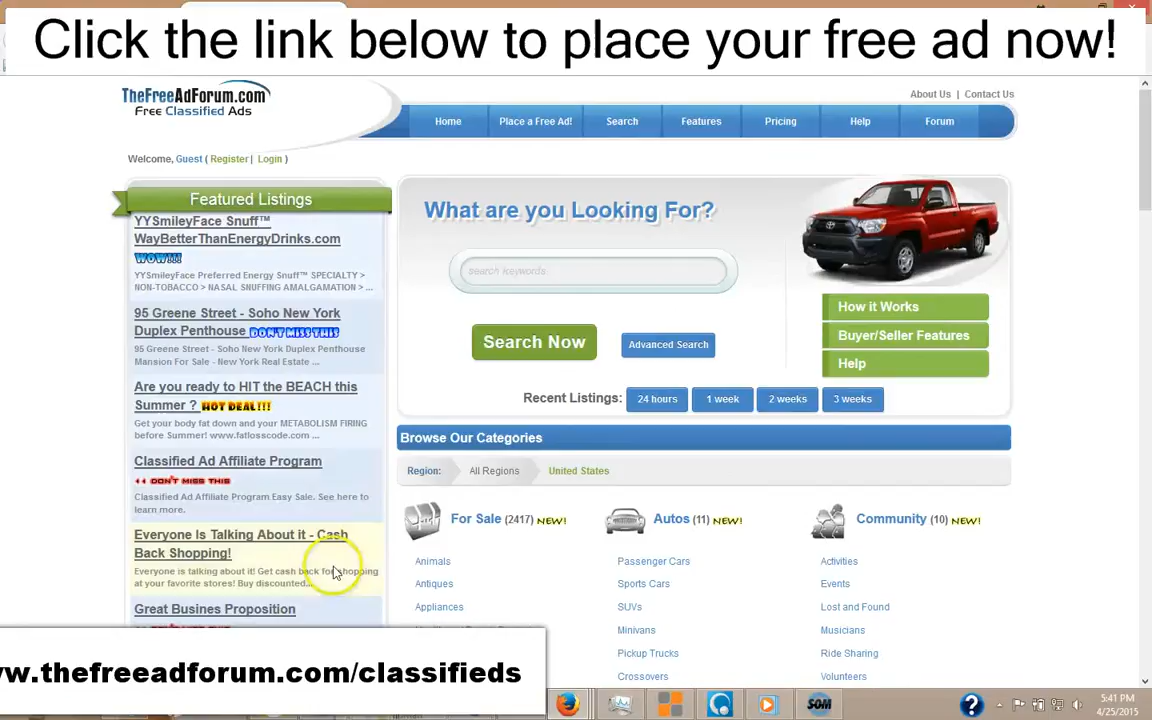 Click the link below to place your free ad now!
TheFreeAdForum.com
Free Classified Ads
About Us | Contact Us
Home
Place a Free Ad!
Search
Features
Pricing
Help
Forum
Welcome, Guest ( Register | Login )
Featured Listings
YYSmileyFace Snuff™
WayBetterThanEnergyDrinks.com
WOW!!!
YYSmileyFace Preferred Energy Snuff™ SPECIALTY >
NON-TOBACCO > NASAL SNUFFING AMALGAMATION > ...
95 Greene Street - Soho New York
Duplex Penthouse DON'T MISS THIS
95 Greene Street - Soho New York Duplex Penthouse
Mansion For Sale - New York Real Estate ...
Are you ready to HIT the BEACH this
Summer ? HOT DEAL!!!
Get your body fat down and your METABOLISM FIRING
before Summer! www.fatlosscode.com ...
Classified Ad Affiliate Program
DON'T MISS THIS
Classified Ad Affiliate Program Easy Sale. See here to
learn more.
Everyone Is Talking About it - Cash
Back Shopping!
Everyone is talking about it! Get cash back for shopping
at your favorite stores! Buy discounted...
Great Busines Proposition
What are you Looking For?
search keywords
Search Now
Advanced Search
How it Works
Buyer/Seller Features
Help
Recent Listings:
24 hours
1 week
2 weeks
3 weeks
Browse Our Categories
Region:
All Regions
United States
For Sale (2417) NEW!
Animals
Antiques
Appliances
Autos (11) NEW!
Passenger Cars
Sports Cars
SUVs
Minivans
Pickup Trucks
Crossovers
Community (10) NEW!
Activities
Events
Lost and Found
Musicians
Ride Sharing
Volunteers
w.thefreeadforum.com/classifieds
SOM
5:41 PM
4/25/2015